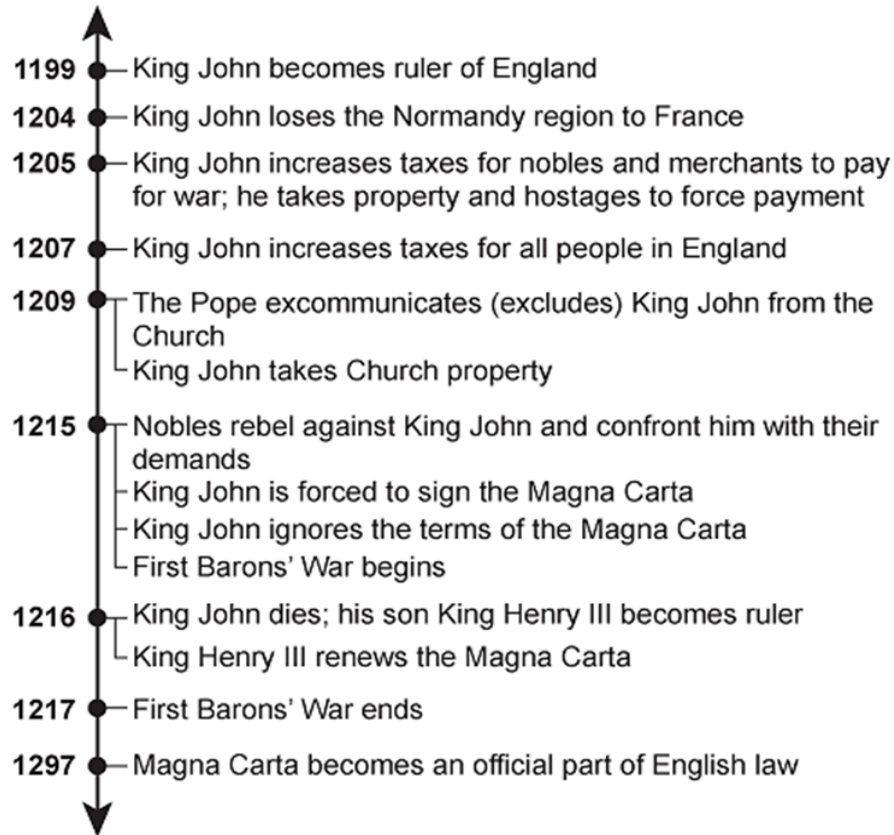 1199 King John becomes ruler of England
1204 King John loses the Normandy region to France
1205 King John increases taxes for nobles and merchants to pay
for war; he takes property and hostages to force payment
1207 King John increases taxes for all people in England
1209 The Pope excommunicates (excludes) King John from the
Church
King John takes Church property
1215 Nobles rebel against King John and confront him with their
demands
King John is forced to sign the Magna Carta
King John ignores the terms of the Magna Carta
First Barons’ War begins
1216 King John dies; his son King Henry III becomes ruler
King Henry III renews the Magna Carta
1217 First Barons’ War ends
1297 Magna Carta becomes an official part of English law